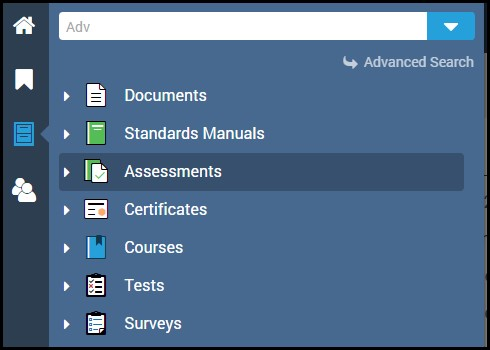 Adv
Advanced Search
Documents
Standards Manuals
Assessments
Certificates
Courses
Tests
Surveys